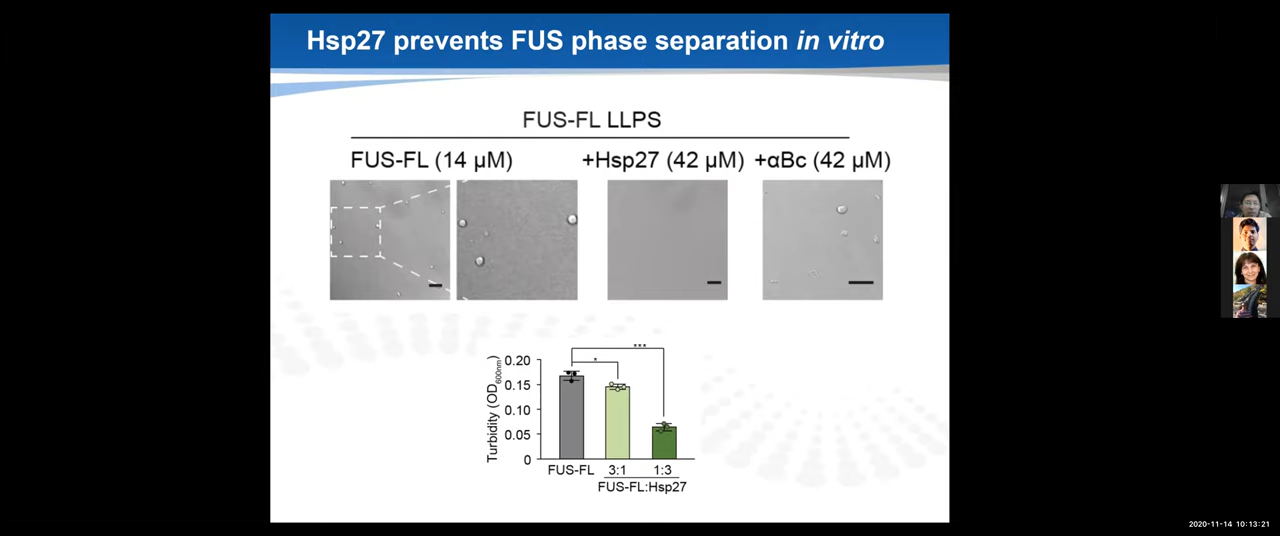 Hsp27 prevents FUS phase separation in vitro
FUS-FL LLPS
FUS-FL (14 μM)
+Hsp27 (42 μM)
+αBc (42 μM)
***
*
Turbidity (OD600nm)
0.20
0.15
0.10
0.05
0
FUS-FL
3:1
1:3
FUS-FL:Hsp27
2020-11-14 10:13:21